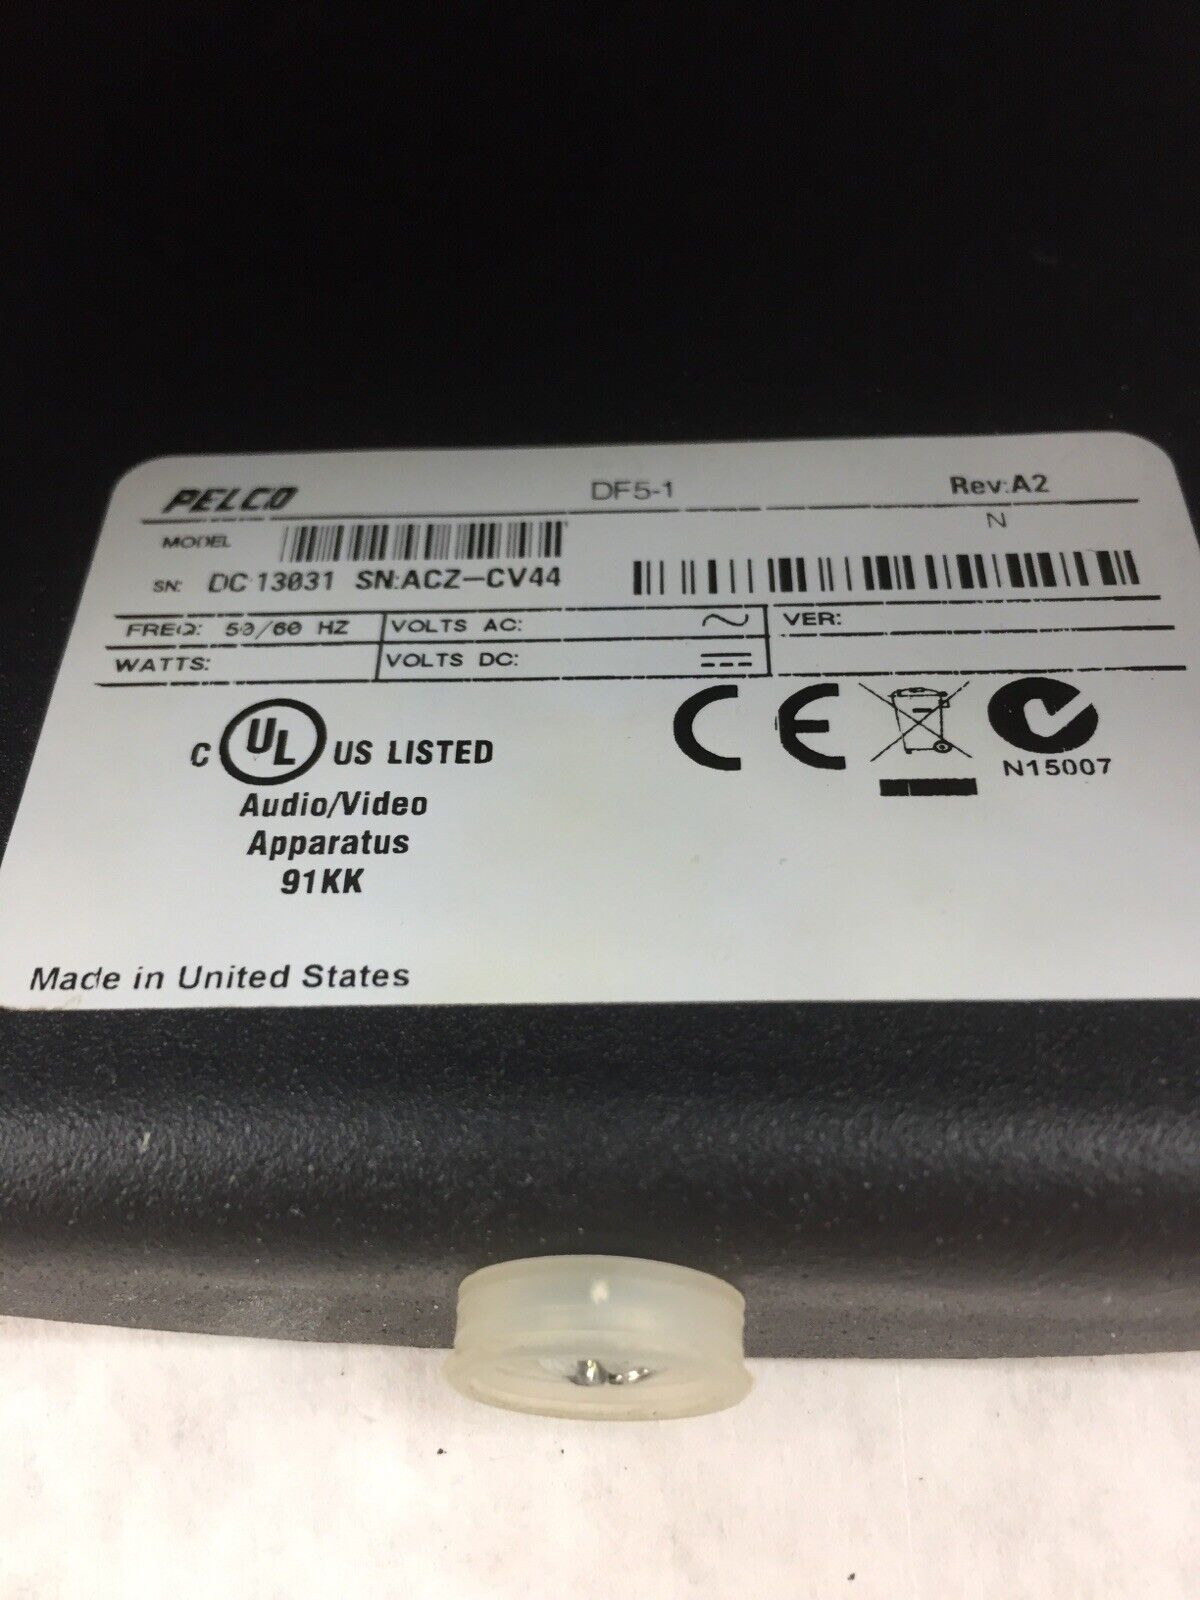 PELCO DF5-1 Rev:A2
MODEL N
SN: DC 13031 SN:ACZ-CV44
FREQ: 50/60 HZ VOLTS AC: VER:
WATTS: VOLTS DC:
C UL US LISTED CE
N15007
Audio/Video
Apparatus
91KK
Made in United States